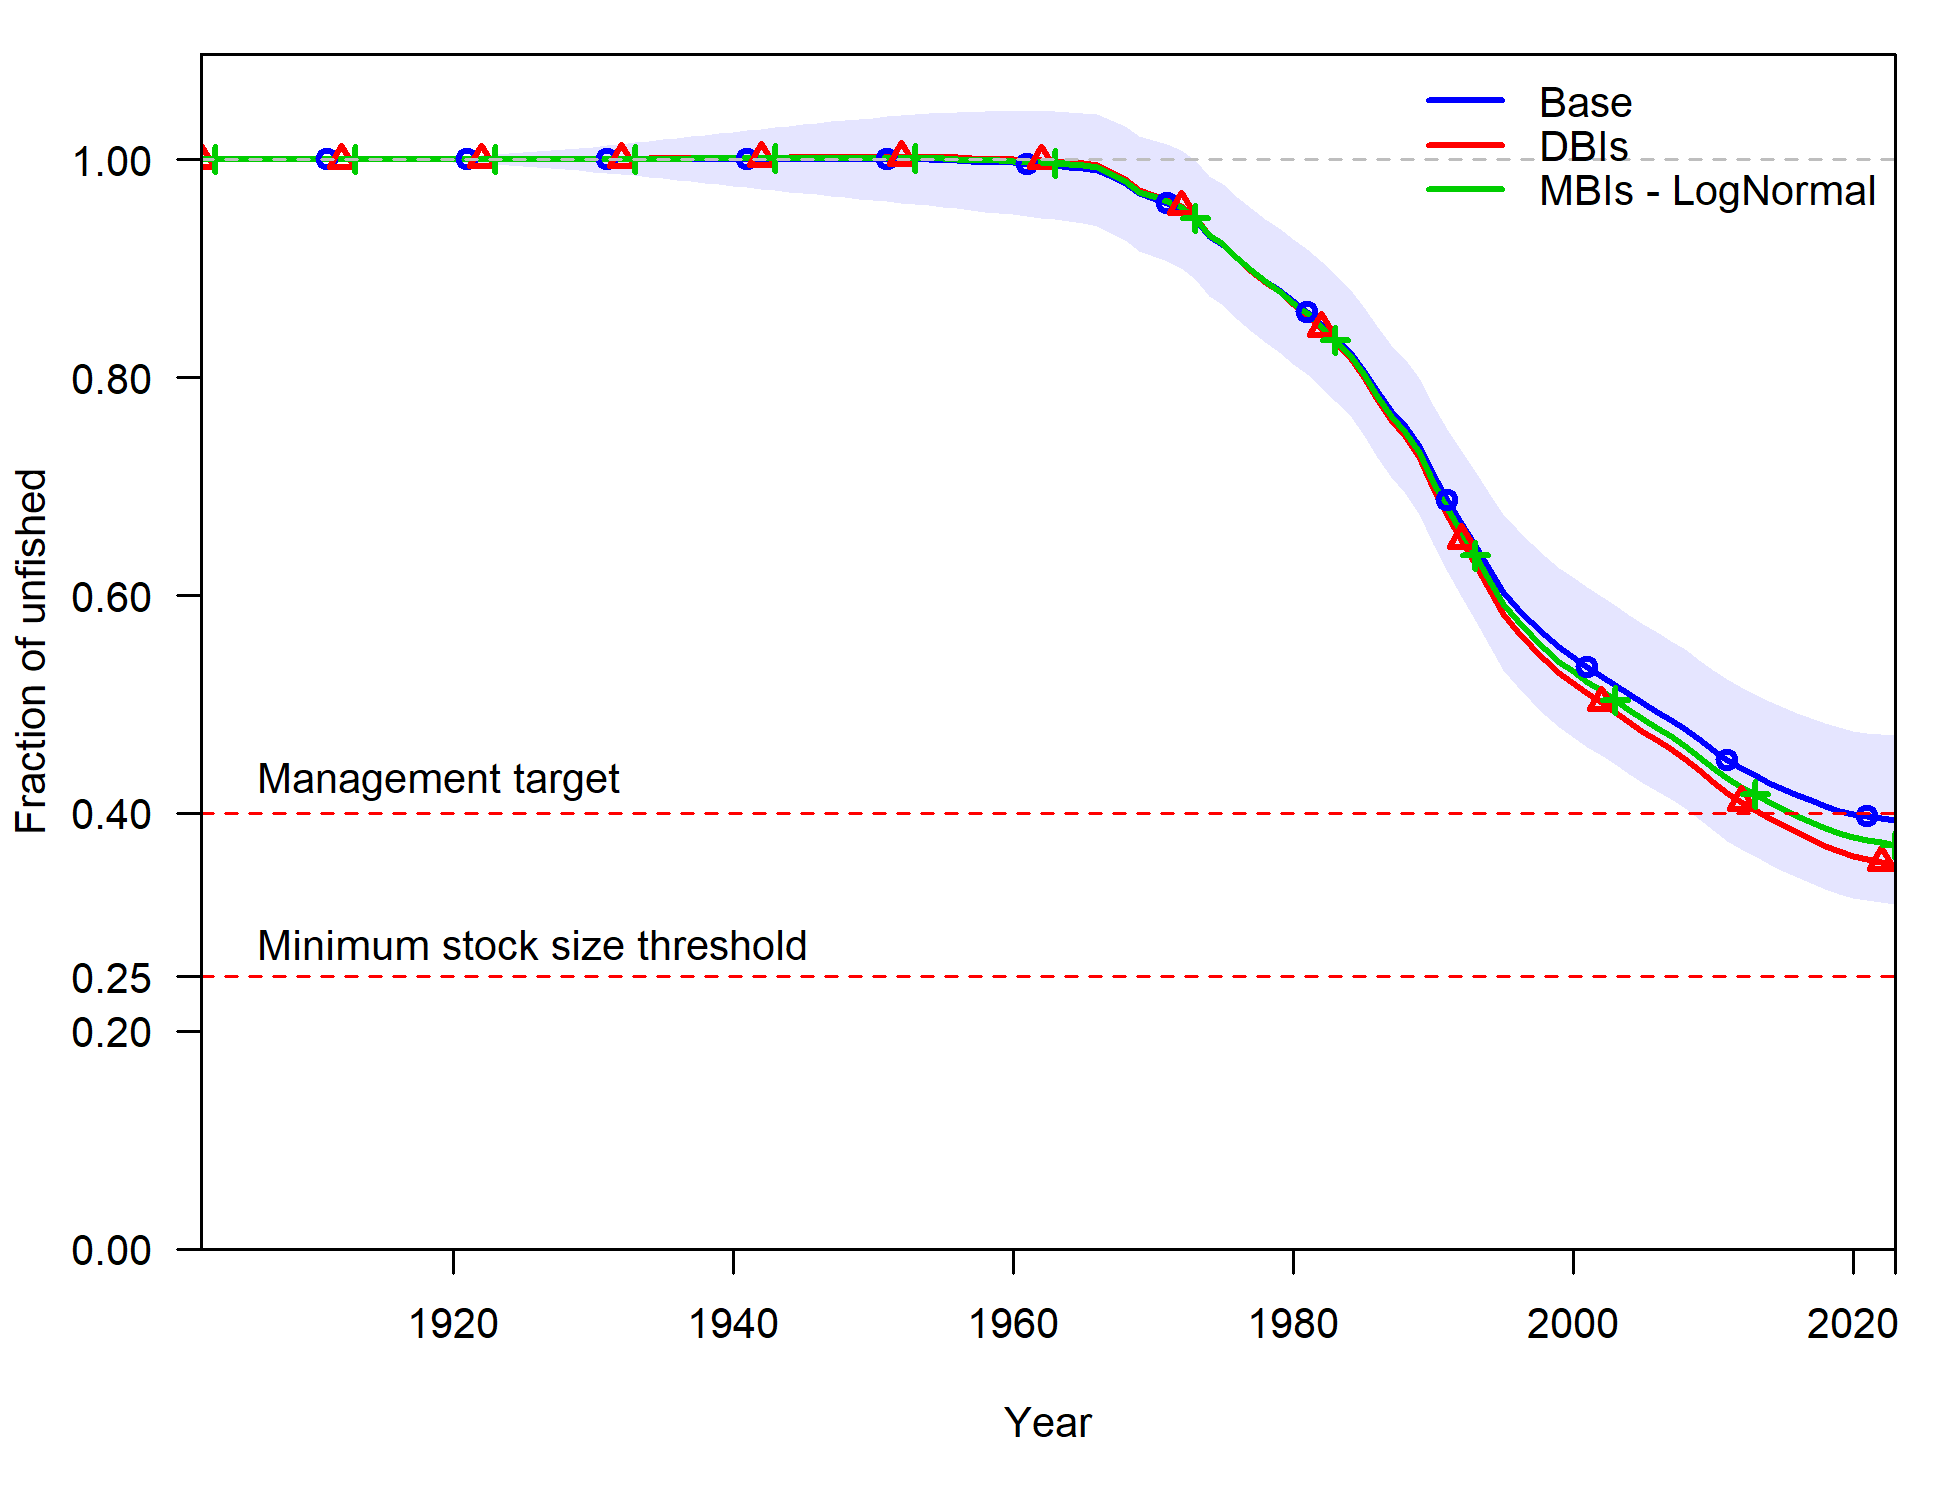 Base
DBIs
MBIs - LogNormal
Fraction of unfished
1.00
0.80
0.60
0.40
0.25
0.20
0.00
Management target
Minimum stock size threshold
1920
1940
1960
1980
2000
2020
Year